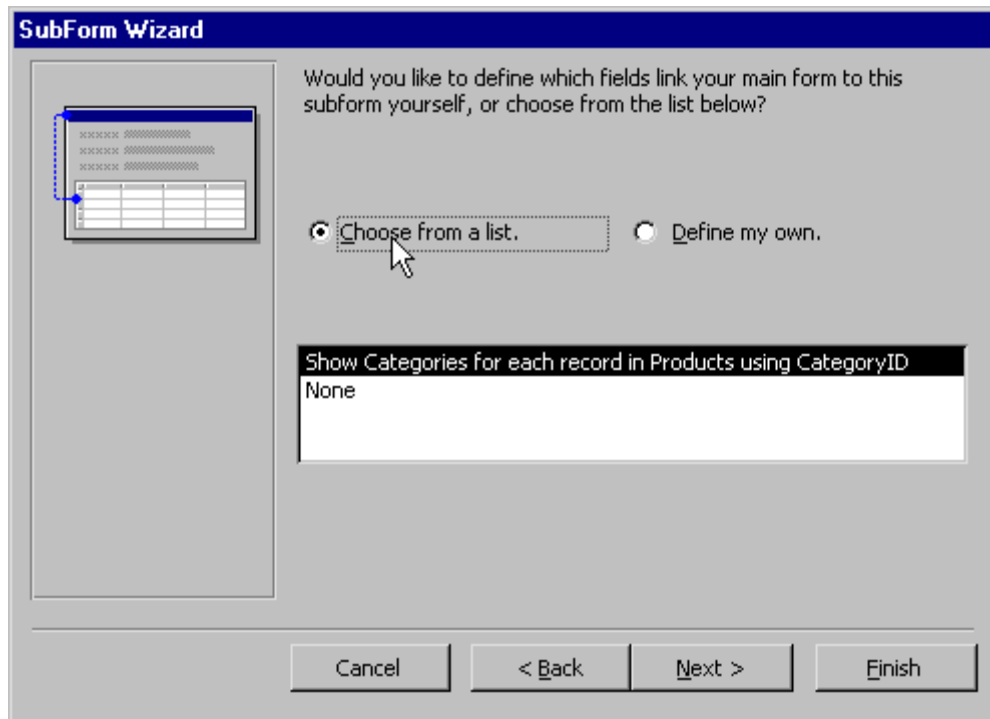 SubForm Wizard
Would you like to define which fields link your main form to this
subform yourself, or choose from the list below?
Choose from a list.
Define my own.
Show Categories for each record in Products using CategoryID
None
Cancel
< Back
Next >
Finish